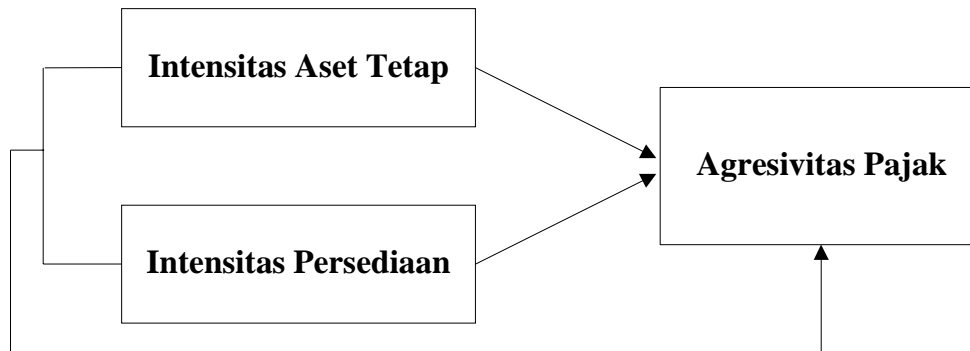 Intensitas Aset Tetap
Agresivitas Pajak
Intensitas Persediaan